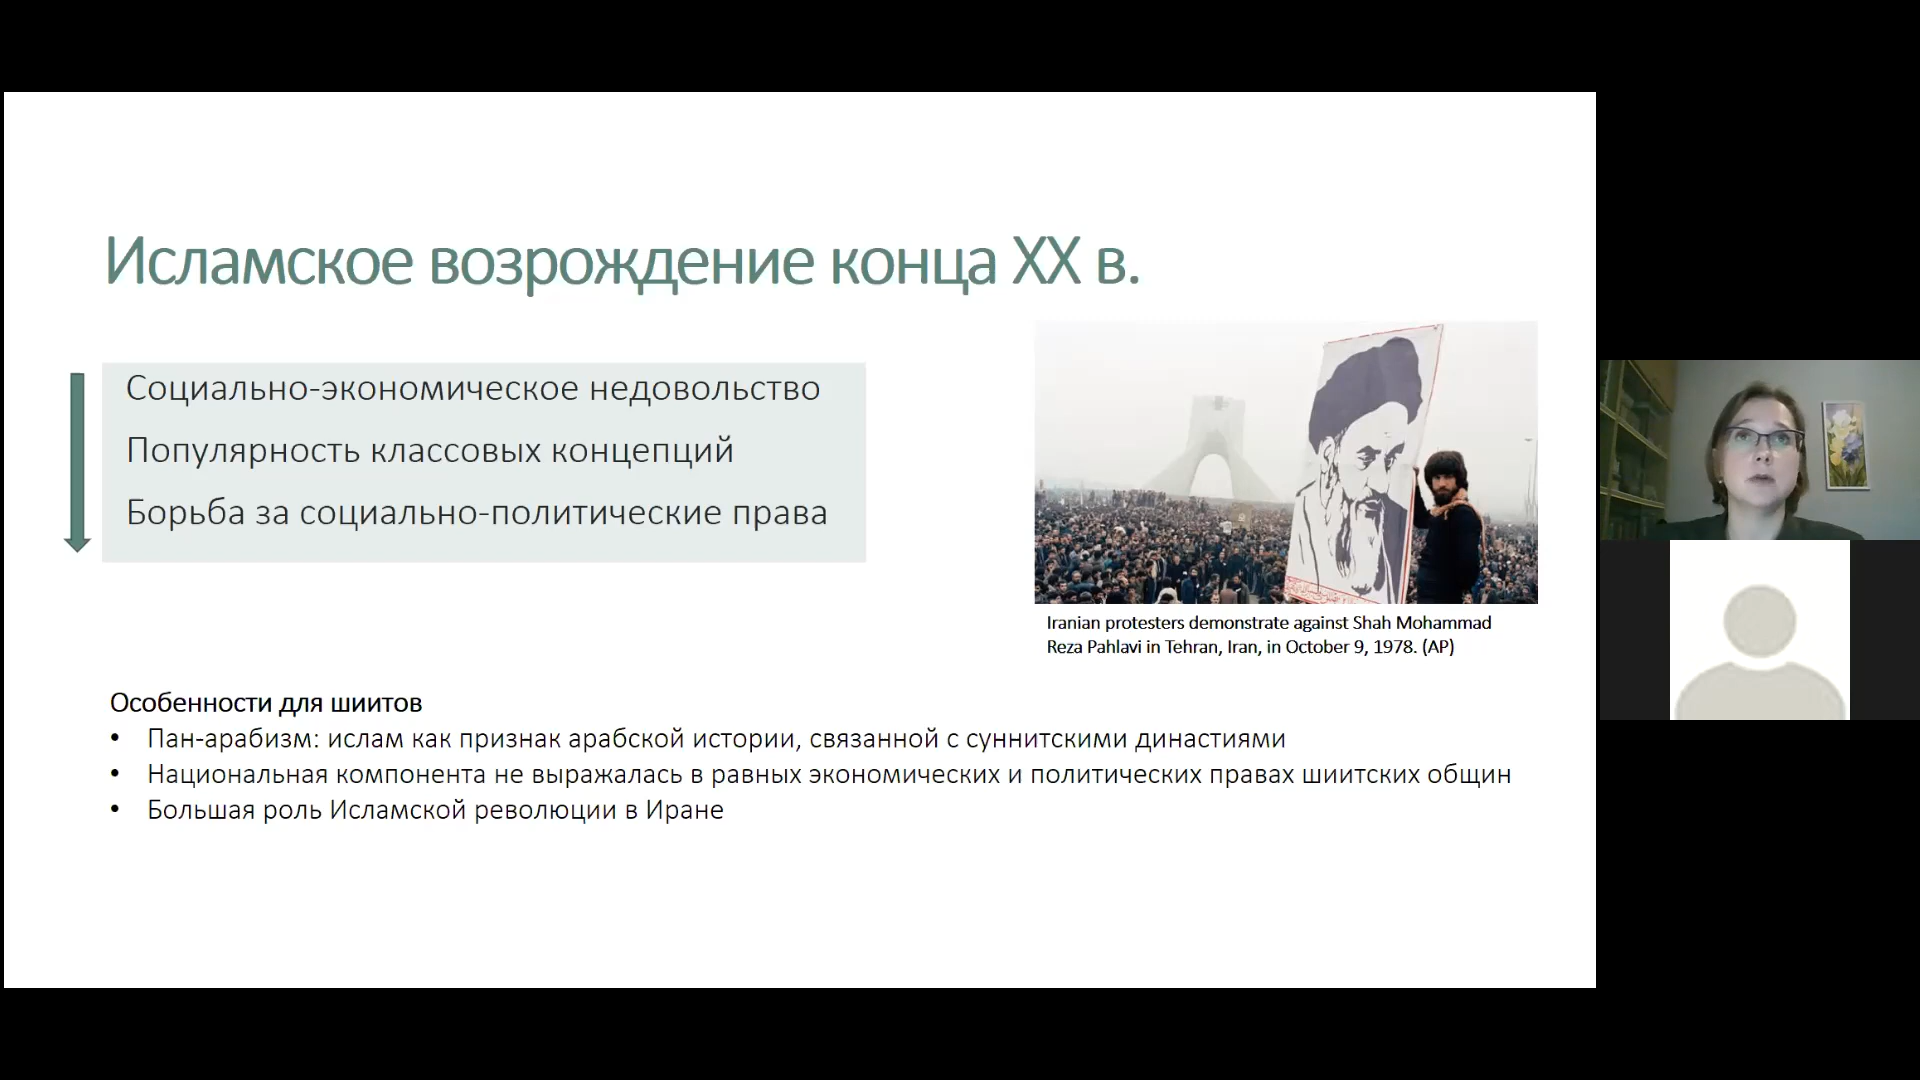 Исламское возрождение конца XX в.
Социально-экономическое недовольство
Популярность классовых концепций
Борьба за социально-политические права
Iranian protesters demonstrate against Shah Mohammad
Reza Pahlavi in Tehran, Iran, in October 9, 1978. (AP)
Особенности для шиитов
• Пан-арабизм: ислам как признак арабской истории, связанной с суннитскими династиями
• Национальная компонента не выражалась в равных экономических и политических правах шиитских общин
• Большая роль Исламской революции в Иране